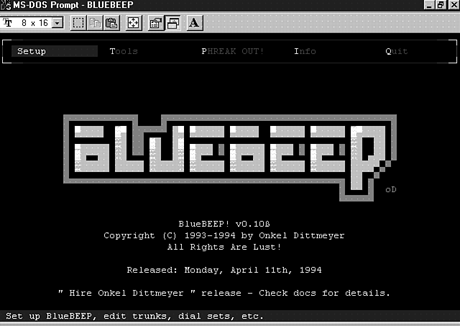 MS-DOS Prompt - BLUEBEEP
8 x 16
A
Setup Tools PHREAK OUT! Info Quit
BLUEBEEP
oD
BlueBEEP! v0.10ß
Copyright (C) 1993-1994 by Onkel Dittmeyer
All Rights Are Lust!
Released: Monday, April 11th, 1994
" Hire Onkel Dittmeyer " release - Check docs for details.
Set up BlueBEEP, edit trunks, dial sets, etc.